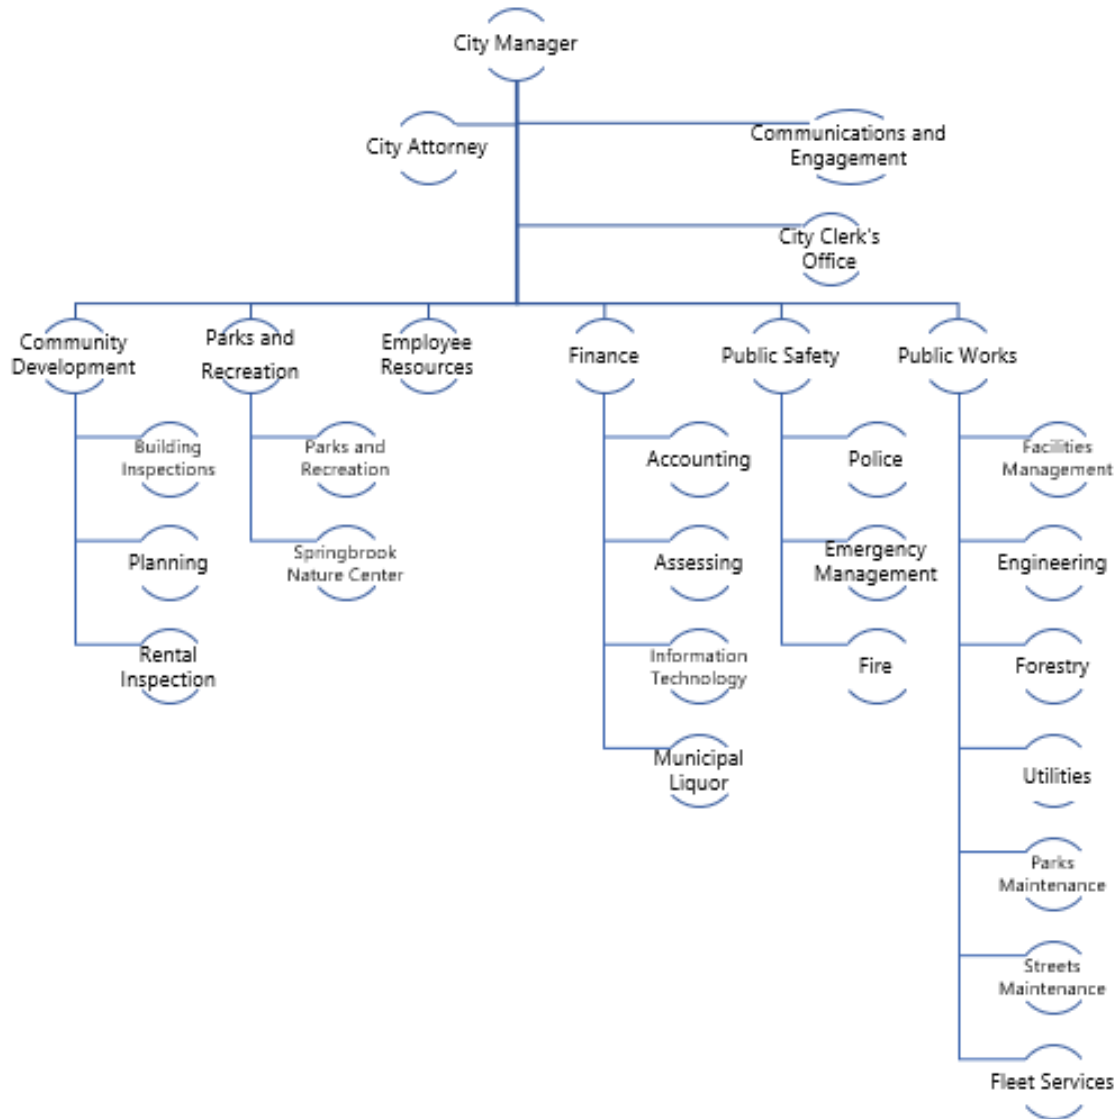 City Manager
City Attorney
Communications and
Engagement
City Clerk's
Office
Community
Development
Parks and
Recreation
Employee
Resources
Finance
Public Safety
Public Works
Building
Inspections
Planning
Rental
Inspection
Parks and
Recreation
Springbrook
Nature Center
Accounting
Assessing
Information
Technology
Municipal
Liquor
Police
Emergency
Management
Fire
Facilities
Management
Engineering
Forestry
Utilities
Parks
Maintenance
Streets
Maintenance
Fleet Services